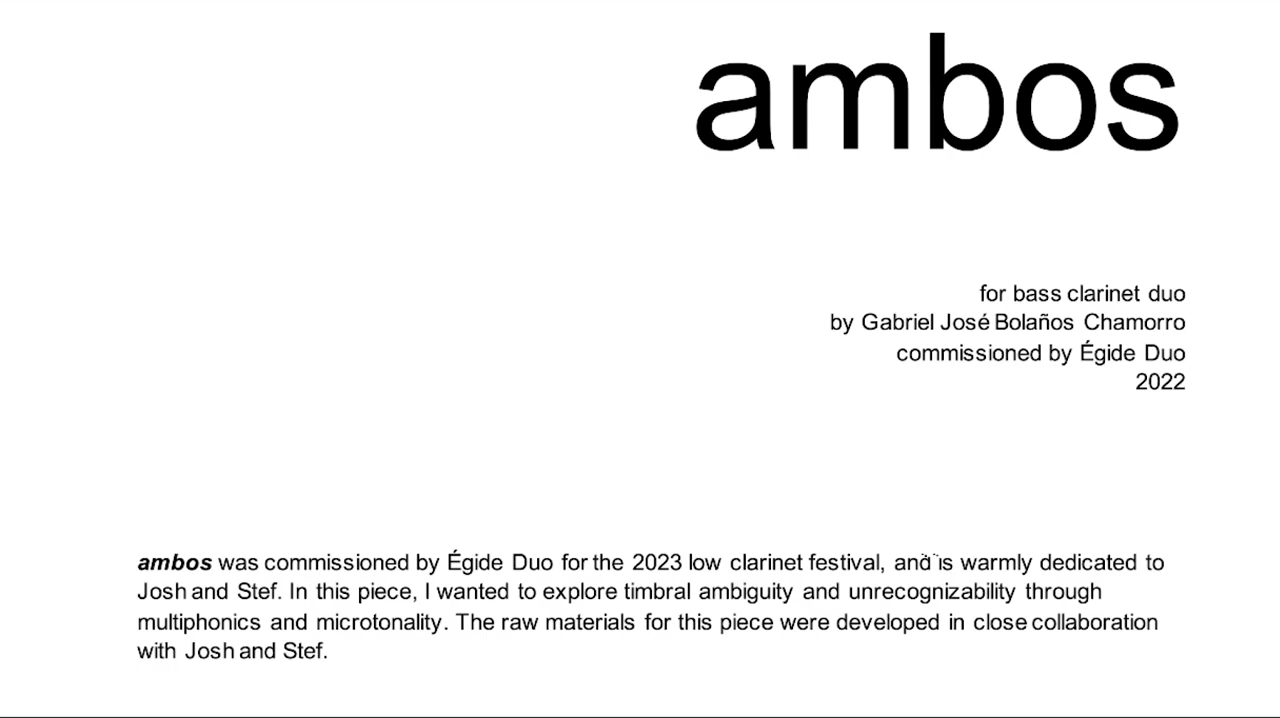 ambos
for bass clarinet duo
by Gabriel José Bolaños Chamorro
commissioned by Égide Duo
2022
ambos was commissioned by Égide Duo for the 2023 low clarinet festival, and is warmly dedicated to
Josh and Stef. In this piece, I wanted to explore timbral ambiguity and unrecognizability through
multiphonics and microtonality. The raw materials for this piece were developed in close collaboration
with Josh and Stef.